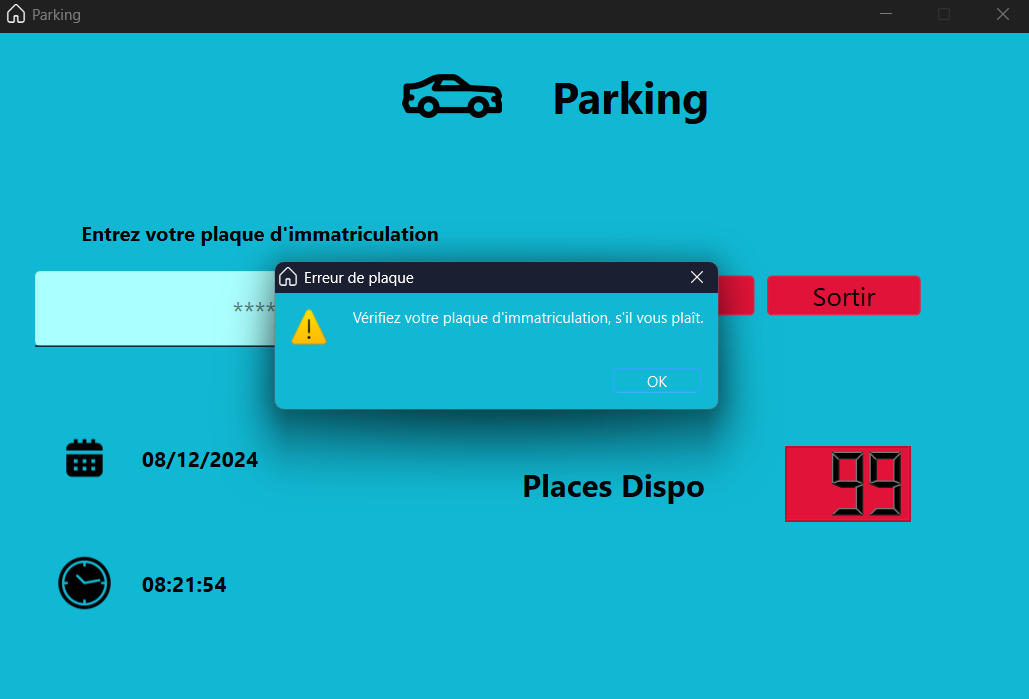 Parking
Parking
Entrez votre plaque d'immatriculation
Erreur de plaque
****
Sortir
Vérifiez votre plaque d'immatriculation, s'il vous plaît.
OK
08/12/2024
Places Dispo
99
08:21:54